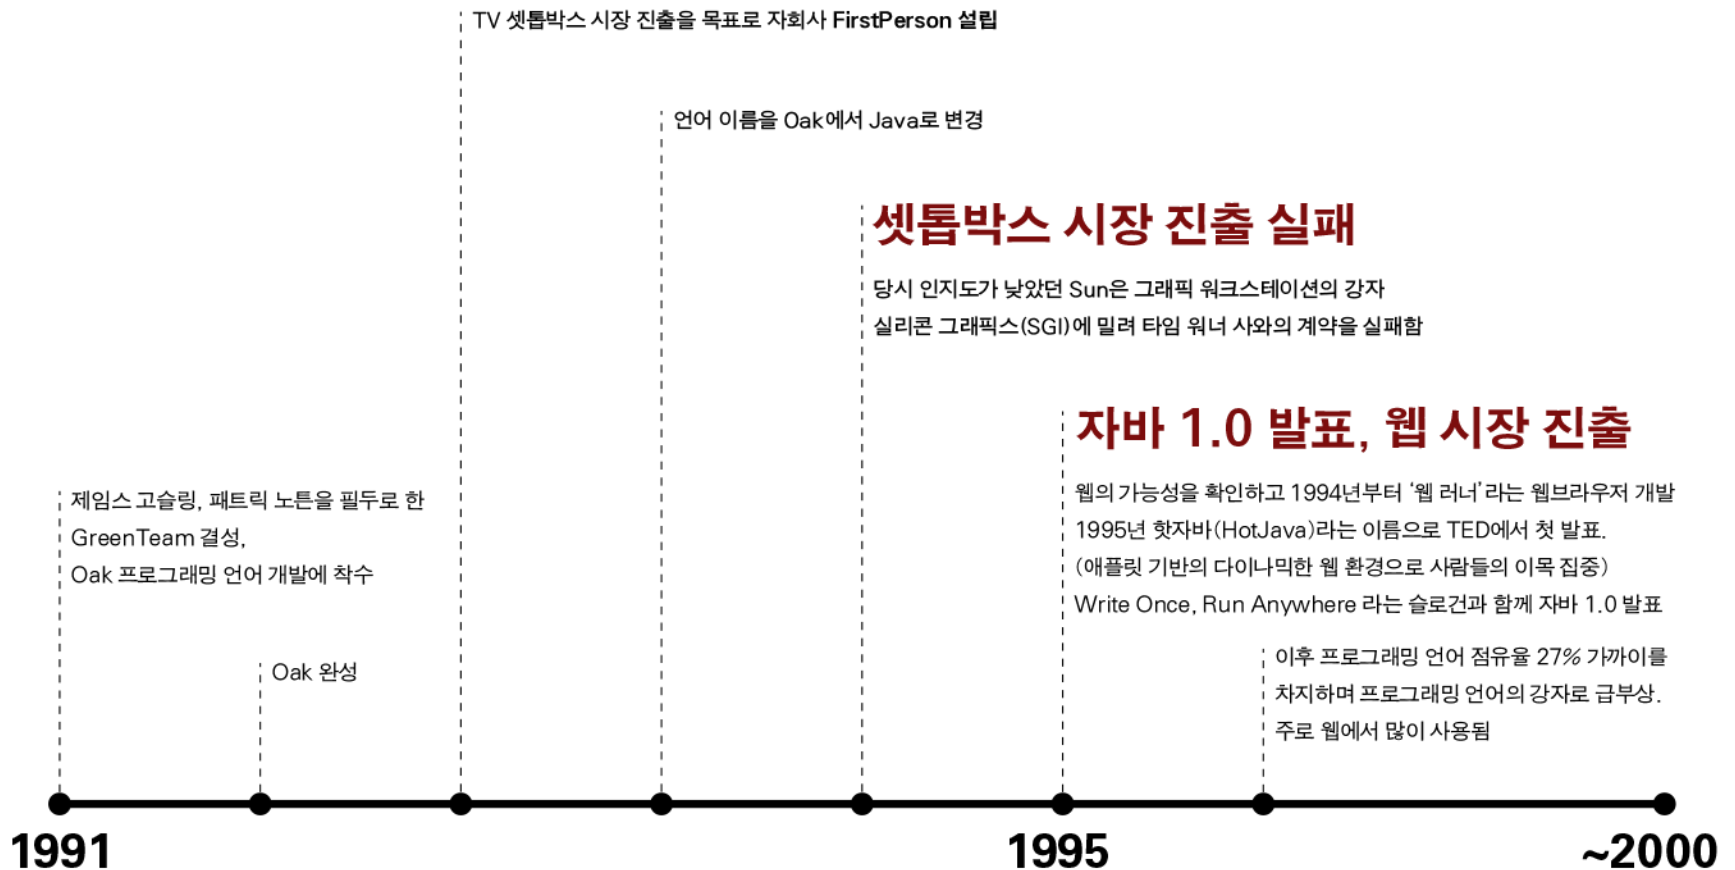 TV 셋톱박스 시장 진출을 목표로 자회사 FirstPerson 설립
언어 이름을 Oak에서 Java로 변경
셋톱박스 시장 진출 실패
당시 인지도가 낮았던 Sun은 그래픽 워크스테이션의 강자
실리콘 그래픽스(SGI)에 밀려 타임 워너 사와의 계약을 실패함
자바 1.0 발표, 웹 시장 진출
웹의 가능성을 확인하고 1994년부터 ‘웹 러너’라는 웹브라우저 개발
1995년 핫자바(HotJava)라는 이름으로 TED에서 첫 발표.
(애플릿 기반의 다이나믹한 웹 환경으로 사람들의 이목 집중)
Write Once, Run Anywhere 라는 슬로건과 함께 자바 1.0 발표
제임스 고슬링, 패트릭 노튼을 필두로 한
GreenTeam 결성,
Oak 프로그래밍 언어 개발에 착수
Oak 완성
이후 프로그래밍 언어 점유율 27% 가까이를
차지하며 프로그래밍 언어의 강자로 급부상.
주로 웹에서 많이 사용됨
1991
1995
~2000